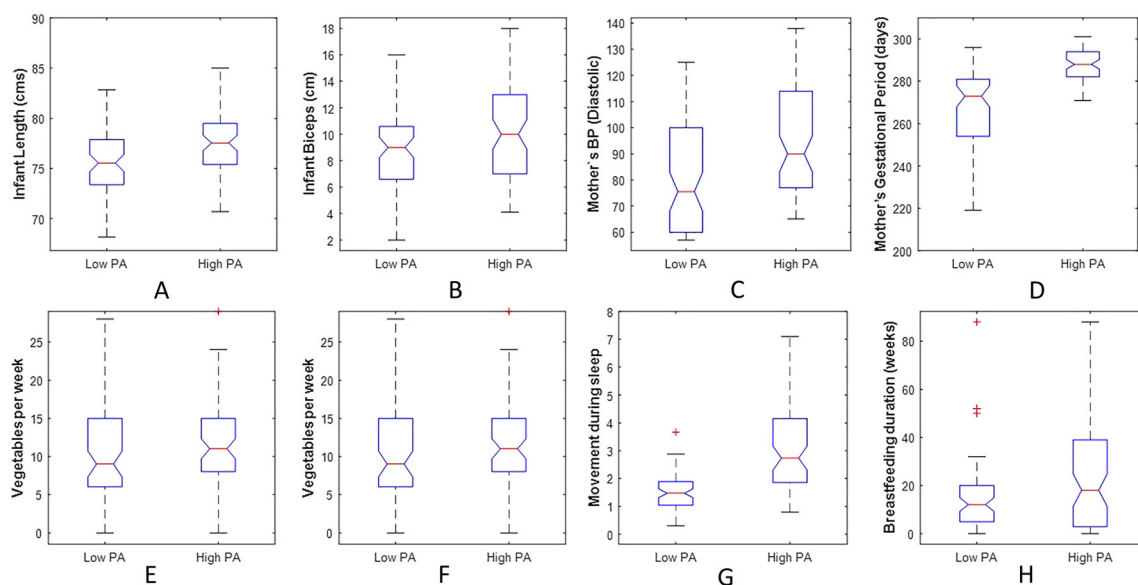 Infant Length (cms)
90
85
80
75
70
Low PA High PA
A
Infant Biceps (cm)
18
16
14
12
10
8
6
4
2
Low PA High PA
B
Mother`s BP (Diastolic)
140
130
120
110
100
90
80
70
60
Low PA High PA
C
Mother's Gestational Period (days)
300
280
260
240
220
200
Low PA High PA
D
Vegetables per week
25
20
15
10
5
0
Low PA High PA
E
Vegetables per week
25
20
15
10
5
0
Low PA High PA
F
Movement during sleep
8
7
6
5
4
3
2
1
0
Low PA High PA
G
Breastfeeding duration (weeks)
80
60
40
20
0
Low PA High PA
H